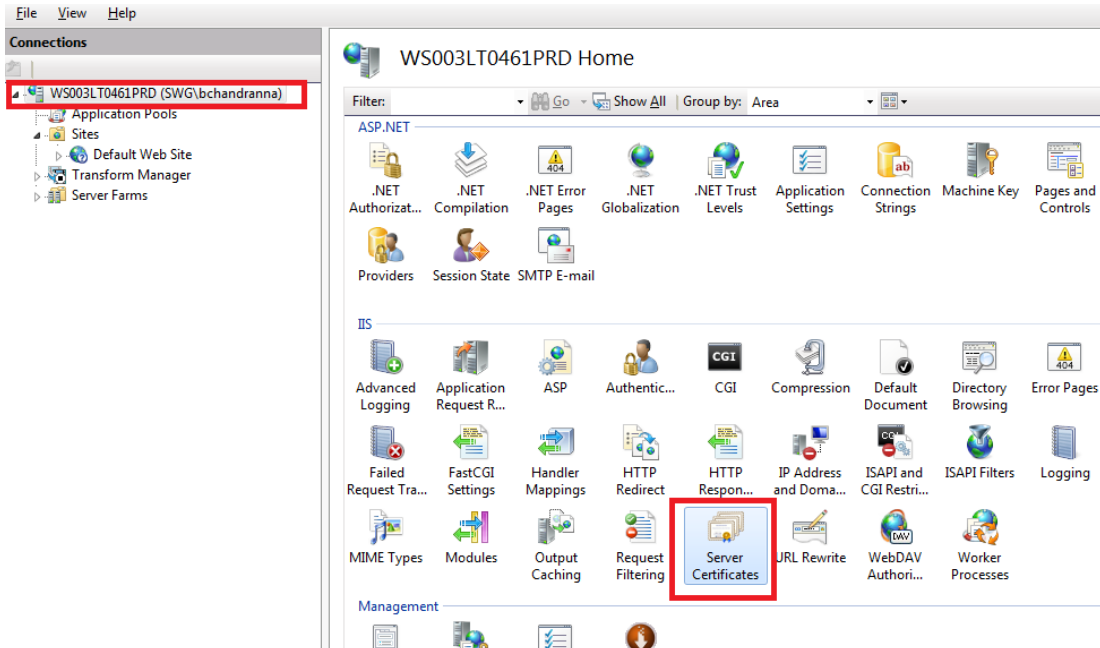 File View Help
Connections
WS003LT0461PRD (SWG\bchandranna)
Application Pools
Sites
Default Web Site
Transform Manager
Server Farms
WS003LT0461PRD Home
Filter: Go Show All Group by: Area
ASP.NET
.NET .NET .NET Error .NET .NET Trust Application Connection Machine Key Pages and
Authorizat... Compilation Pages Globalization Levels Settings Strings Controls
404
ab
Providers Session State SMTP E-mail
IIS
CGI
404
Advanced Application ASP Authentic... CGI Compression Default Directory Error Pages
Logging Request R... Document Browsing
Failed FastCGI Handler HTTP HTTP IP Address ISAPI and ISAPI Filters Logging
Request Tra... Settings Mappings Redirect Respon... and Doma... CGI Restri...
DAV
MIME Types Modules Output Request Server URL Rewrite WebDAV Worker
Caching Filtering Certificates Authori... Processes
Management